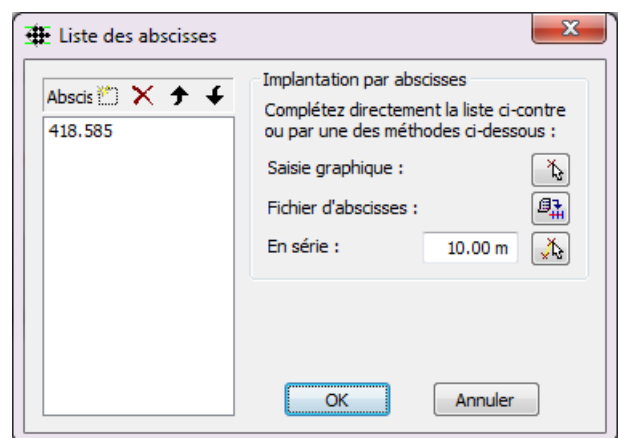 Liste des abscisses
Abscis
418.585
Implantation par abscisses
Complétez directement la liste ci-contre
ou par une des méthodes ci-dessous :
Saisie graphique :
Fichier d'abscisses :
En série :
10.00 m
OK
Annuler